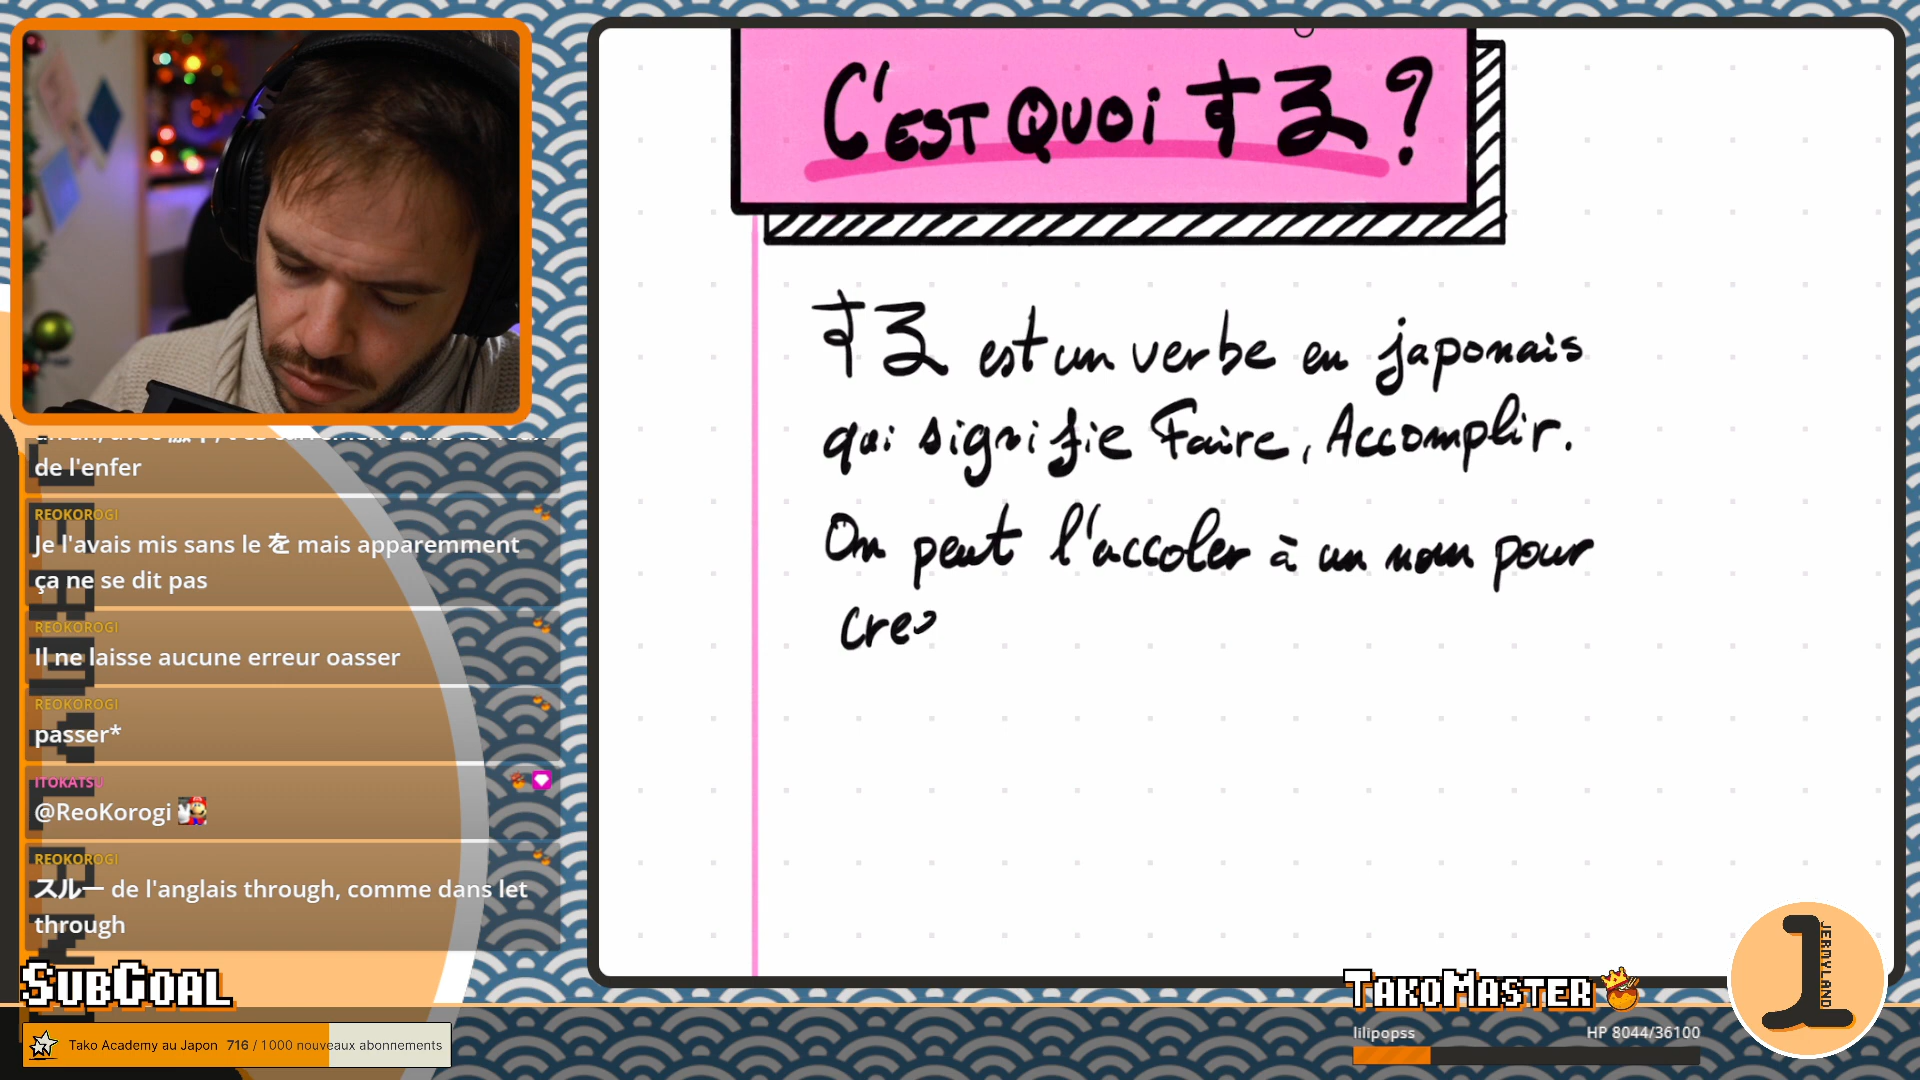 C'EST QUOI する ?
する est un verbe en japonais
qui signifie Faire, Accomplir.
On peut l'accoler à un nom pour
de l'enfer
REOKOROGI
Je l'avais mis sans le を mais apparemment
ça ne se dit pas
REOKOROGI
Il ne laisse aucune erreur oasser
REOKOROGI
passer*
ITOKATSU
@ReoKorogi
REOKOROGI
スルー de l'anglais through, comme dans let
through
SUBGOAL
Tako Academy au Japon 716 / 1000 nouveaux abonnements
TAKOMASTER
lilipopss HP 8044/36100
JERMYLAND